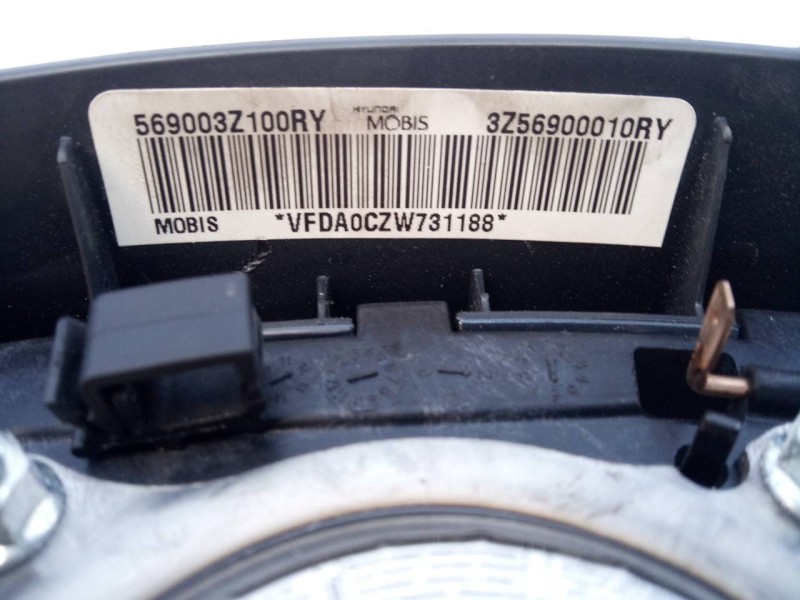 569003Z100RY HYUNDAI MOBIS 3Z56900010RY
MOBIS *VFDA0CZW731188*